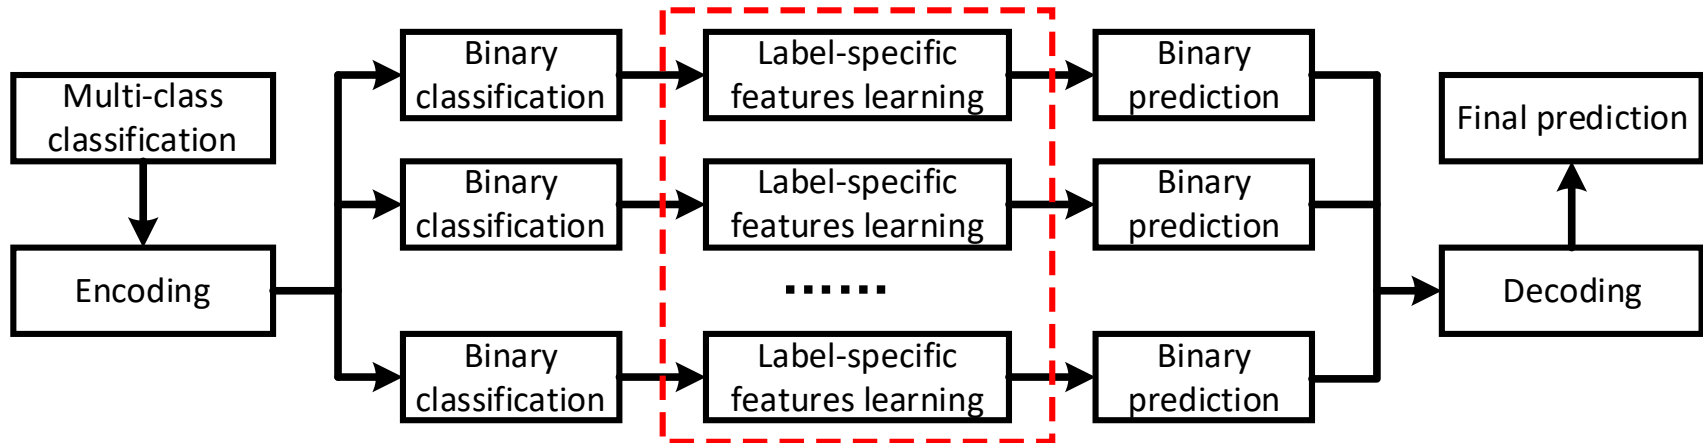 Multi-class
classification
Encoding
Binary
classification
Label-specific
features learning
Binary
prediction
Binary
classification
Label-specific
features learning
Binary
prediction
......
Binary
classification
Label-specific
features learning
Binary
prediction
Final prediction
Decoding